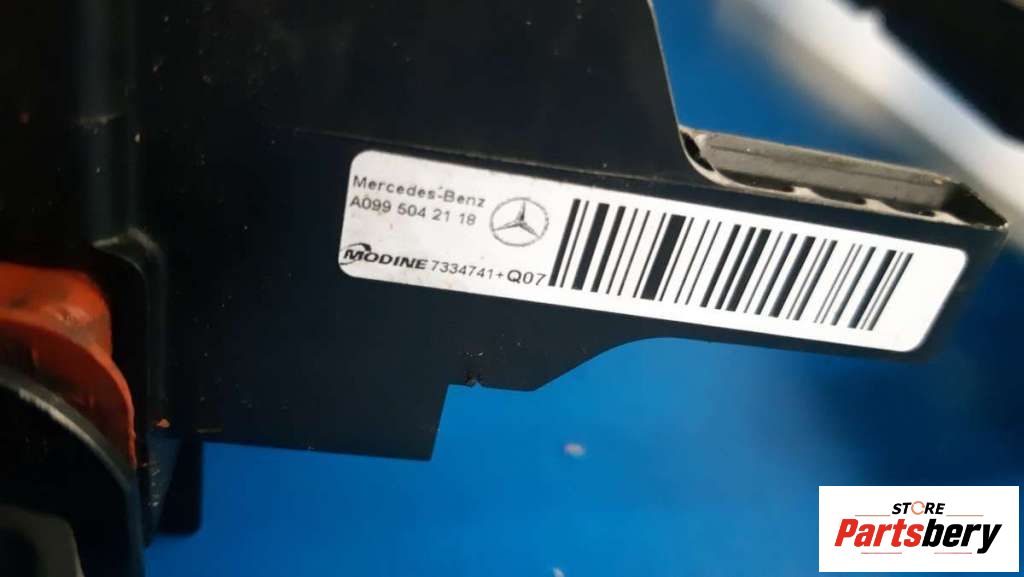 Mercedes-Benz
A099 504 21 18
MODINE 7334741+Q07
STORE
Partsbery